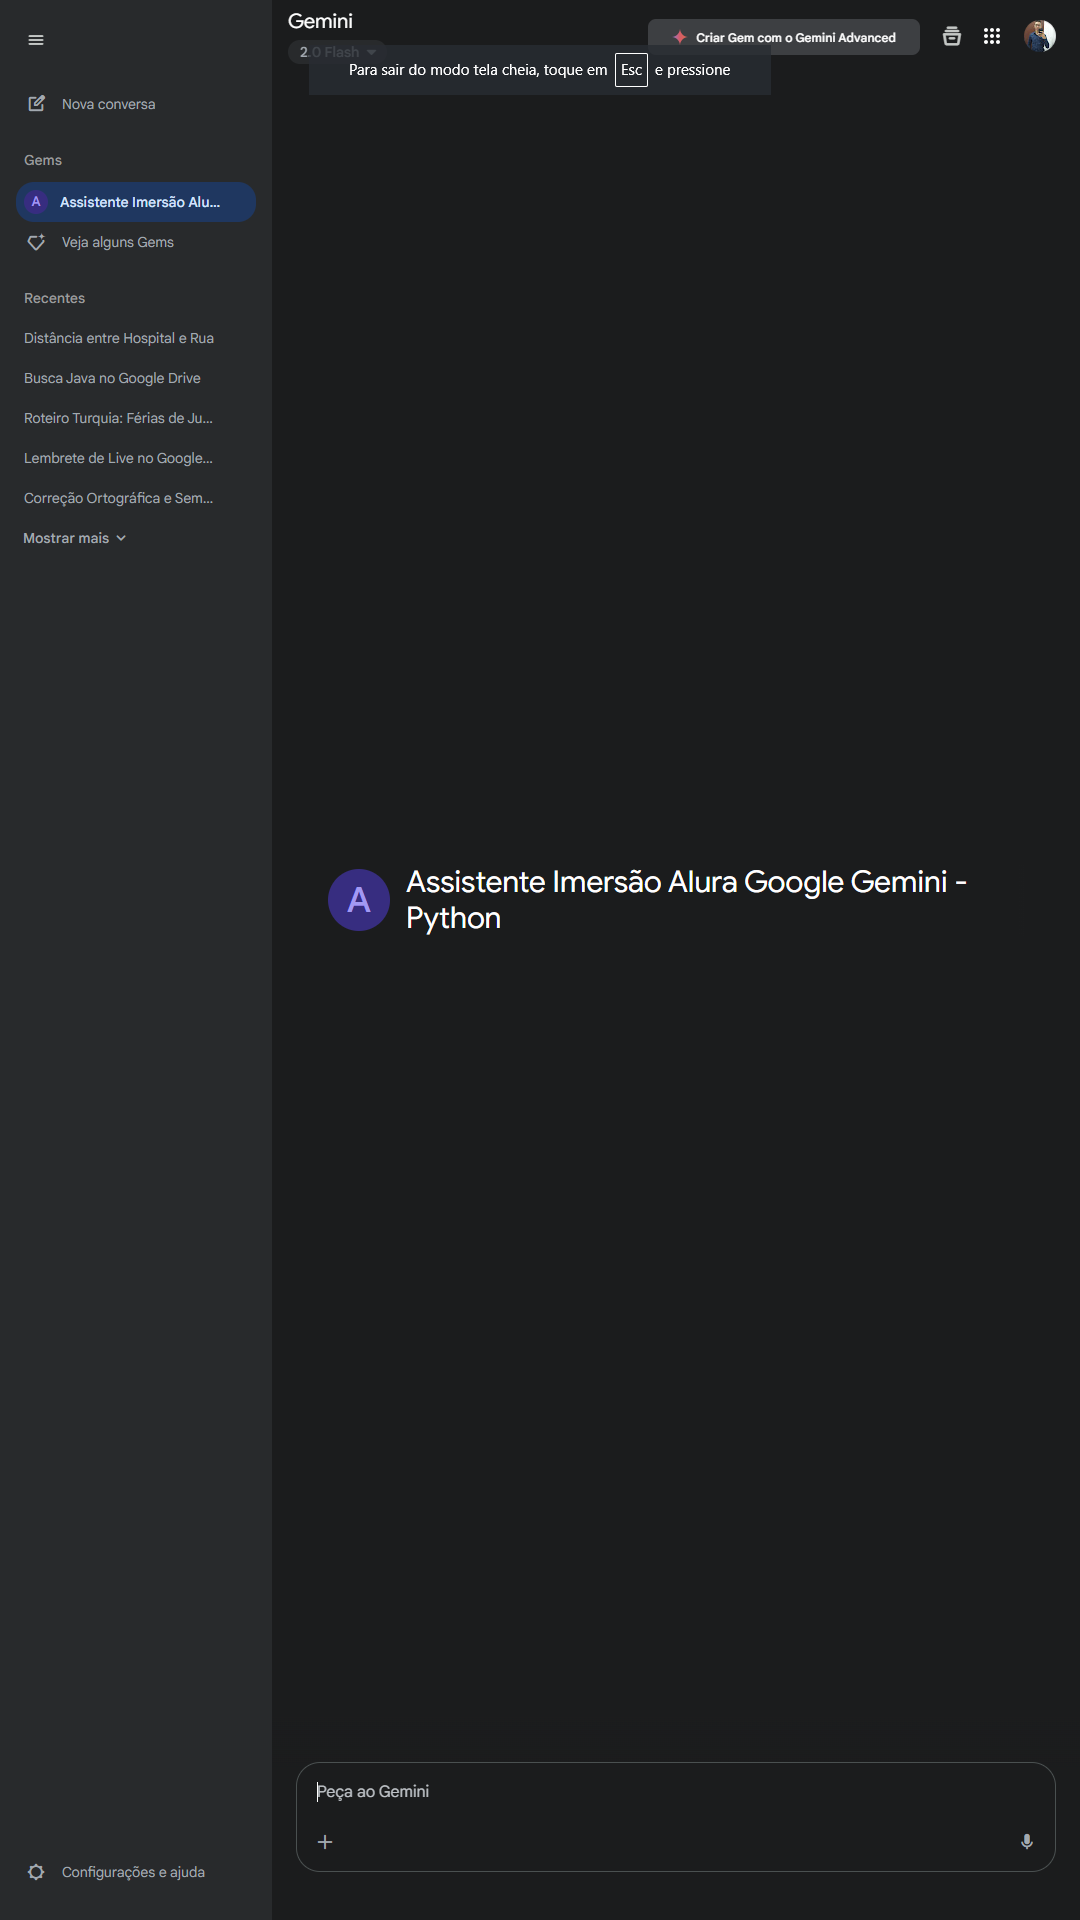 Gemini
2.0 Flash
Criar Gem com o Gemini Advanced
Para sair do modo tela cheia, toque em Esc e pressione
Nova conversa
Gems
A Assistente Imersão Alu...
Veja alguns Gems
Recentes
Distância entre Hospital e Rua
Busca Java no Google Drive
Roteiro Turquia: Férias de Ju...
Lembrete de Live no Google...
Correção Ortográfica e Sem...
Mostrar mais
A
Assistente Imersão Alura Google Gemini -
Python
Peça ao Gemini
Configurações e ajuda